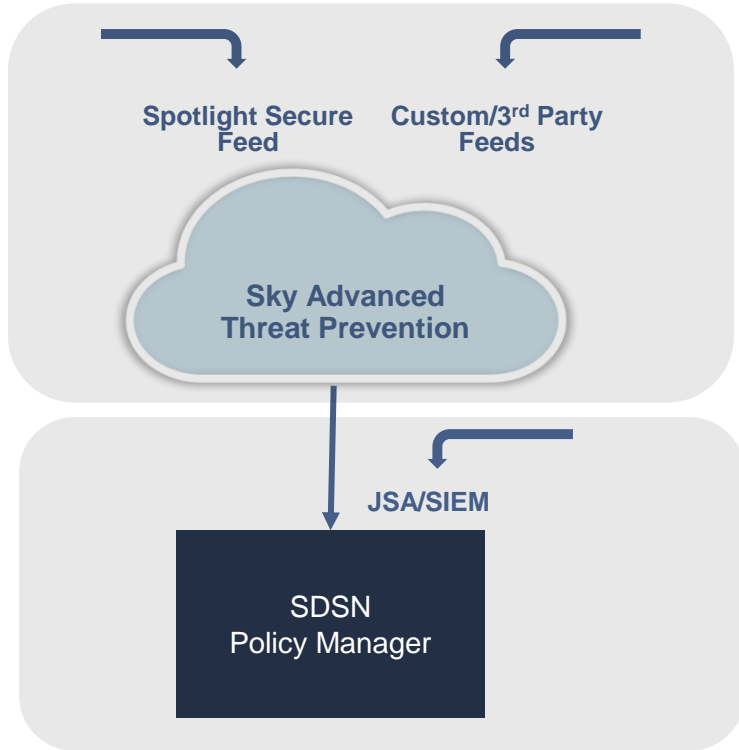 Spotlight Secure
Feed
Custom/3rd Party
Feeds
Sky Advanced
Threat Prevention
JSA/SIEM
SDSN
Policy Manager